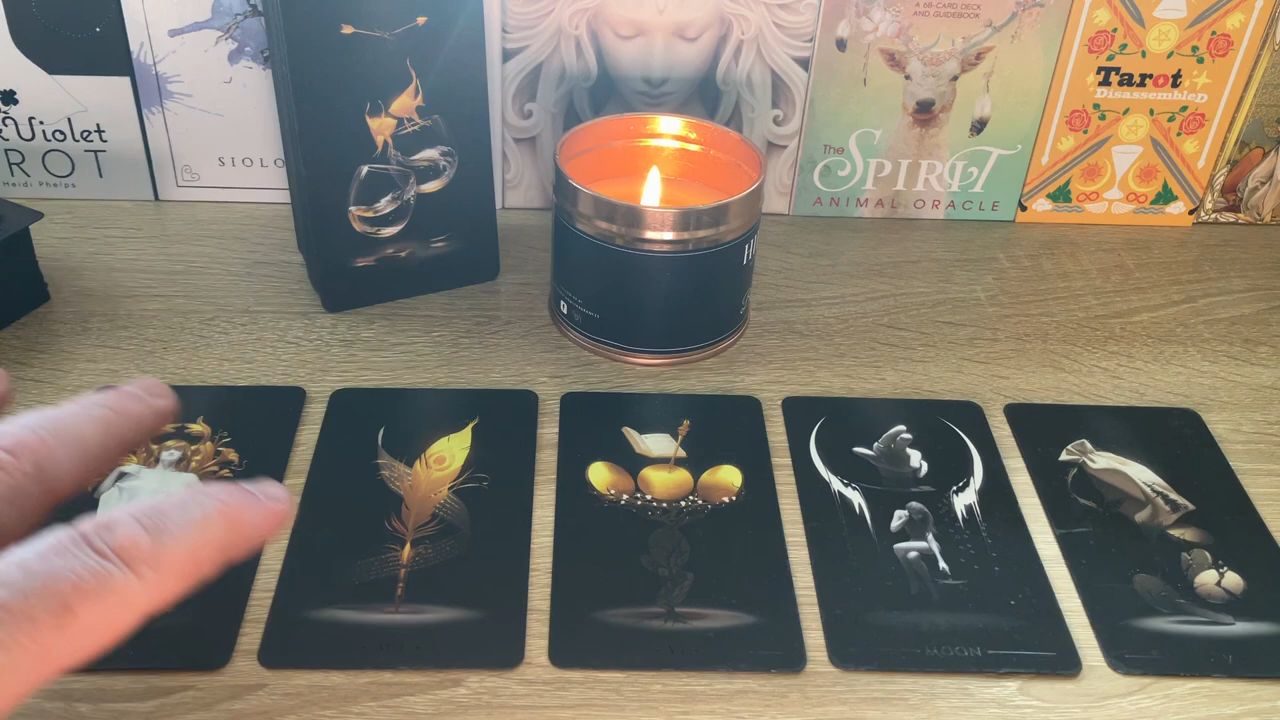 Violet
ROT
Heidi Phelps
SIOLO
A 68-CARD DECK
AND GUIDEBOOK
The
SPIRIT
ANIMAL ORACLE
Tarot
DisassembleD
H
MOON